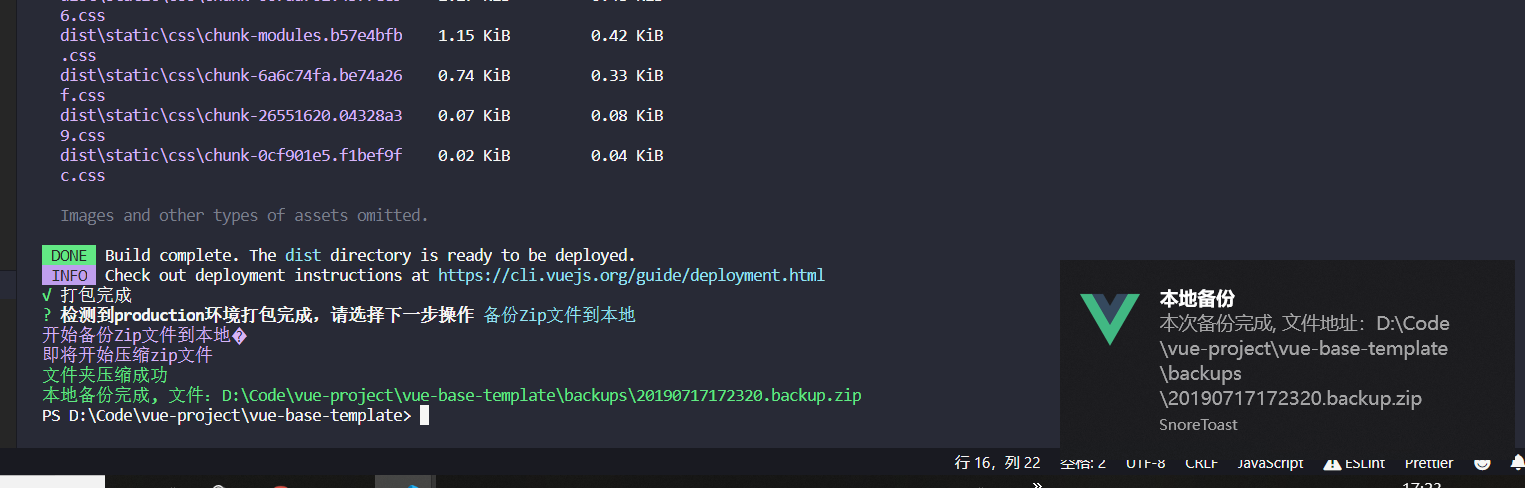 6.css
dist\static\css\chunk-modules.b57e4bfb 1.15 KiB 0.42 KiB
.css
dist\static\css\chunk-6a6c74fa.be74a26 0.74 KiB 0.33 KiB
f.css
dist\static\css\chunk-26551620.04328a3 0.07 KiB 0.08 KiB
9.css
dist\static\css\chunk-0cf901e5.f1bef9f 0.02 KiB 0.04 KiB
c.css
Images and other types of assets omitted.
DONE Build complete. The dist directory is ready to be deployed.
INFO Check out deployment instructions at https://cli.vuejs.org/guide/deployment.html
√ 打包完成
? 检测到production环境打包完成，请选择下一步操作 备份Zip文件到本地
开始备份Zip文件到本地�
即将开始压缩zip文件
文件夹压缩成功
本地备份完成, 文件：D:\Code\vue-project\vue-base-template\backups\20190717172320.backup.zip
PS D:\Code\vue-project\vue-base-template>
本地备份
本次备份完成, 文件地址：D:\Code
\vue-project\vue-base-template
\backups
\20190717172320.backup.zip
SnoreToast
行 16，列 22 空格: 2 UTF-8 CRLF JavaScript ESLint Prettier